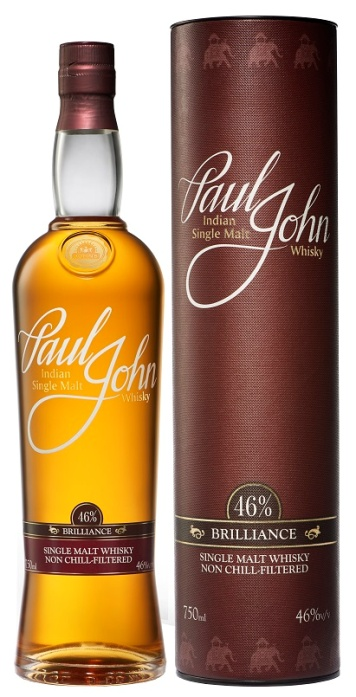 Paul John
Indian
Single Malt
Whisky
46%
BRILLIANCE
SINGLE MALT WHISKY
NON CHILL-FILTERED
46%
Paul John
Indian
Single Malt
Whisky
46%
BRILLIANCE
SINGLE MALT WHISKY
NON CHILL-FILTERED
750ml 46%v/v